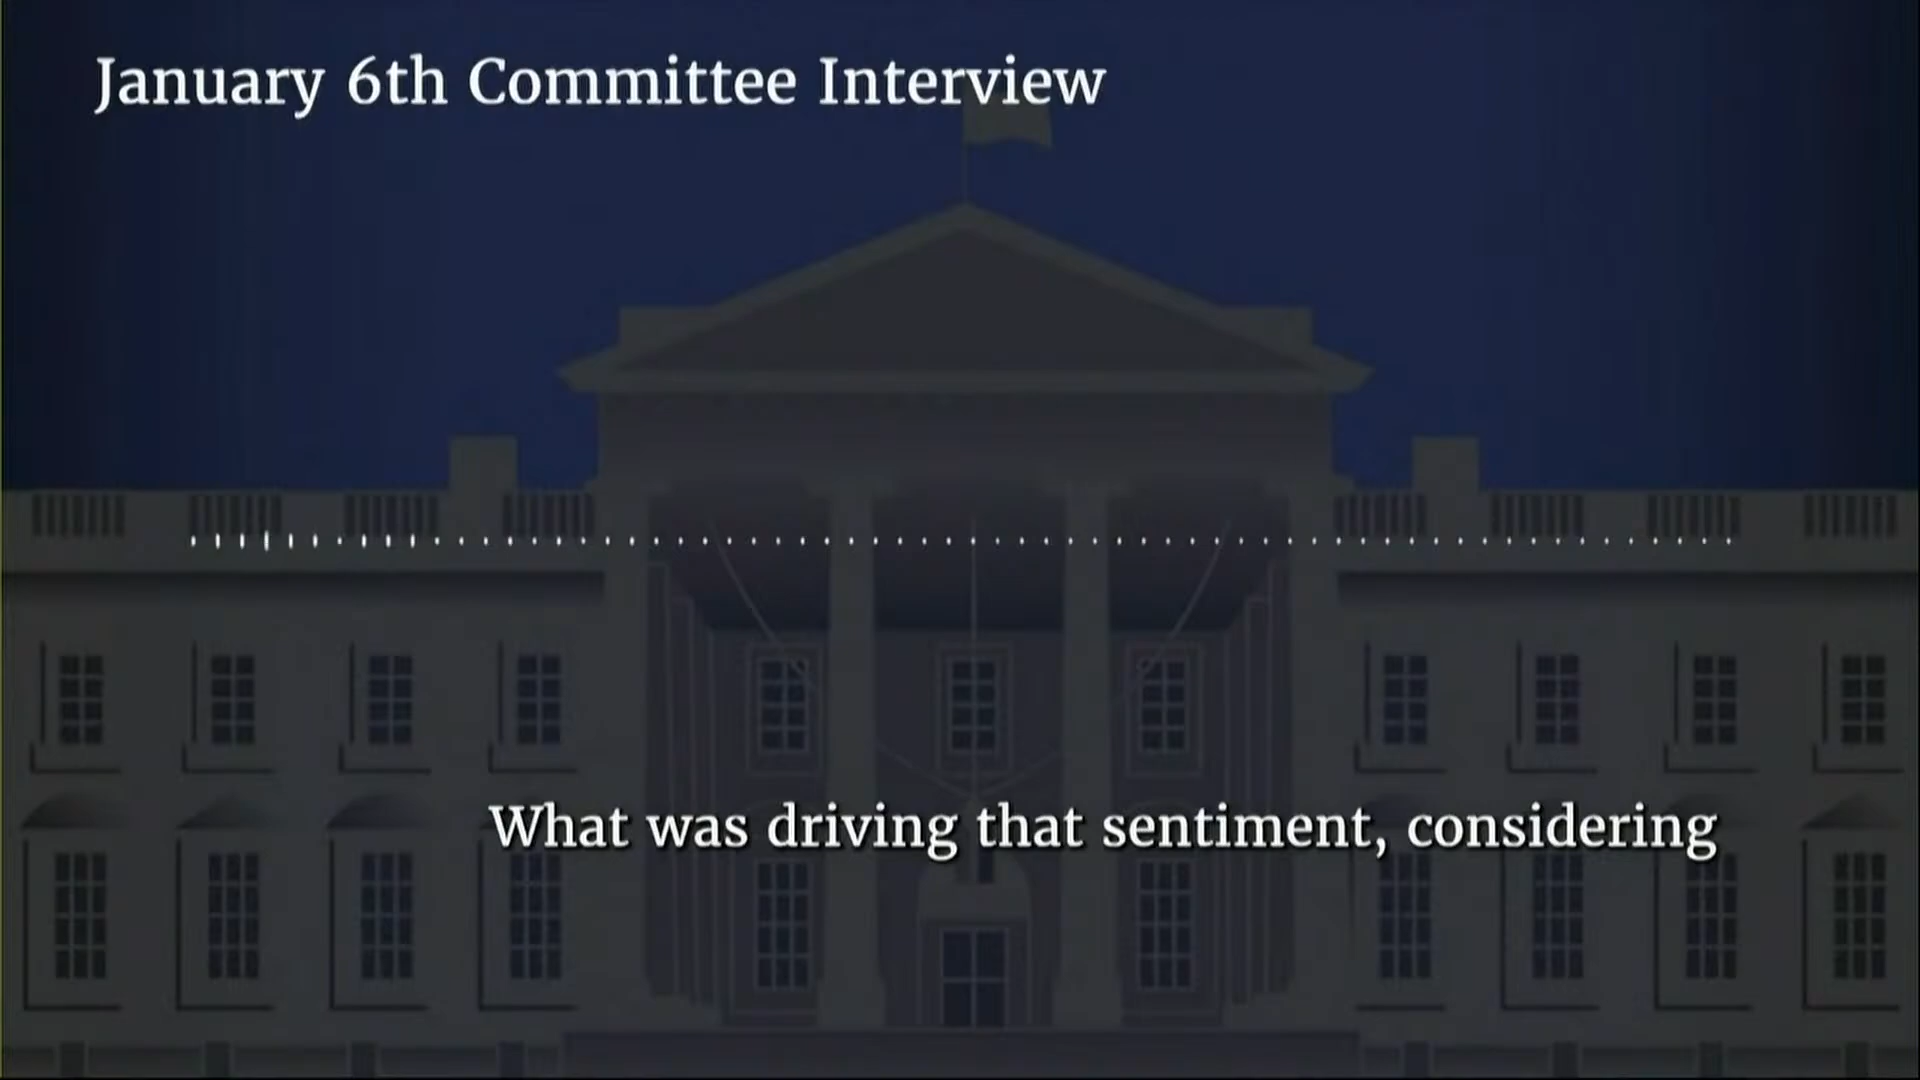 January 6th Committee Interview
What was driving that sentiment, considering